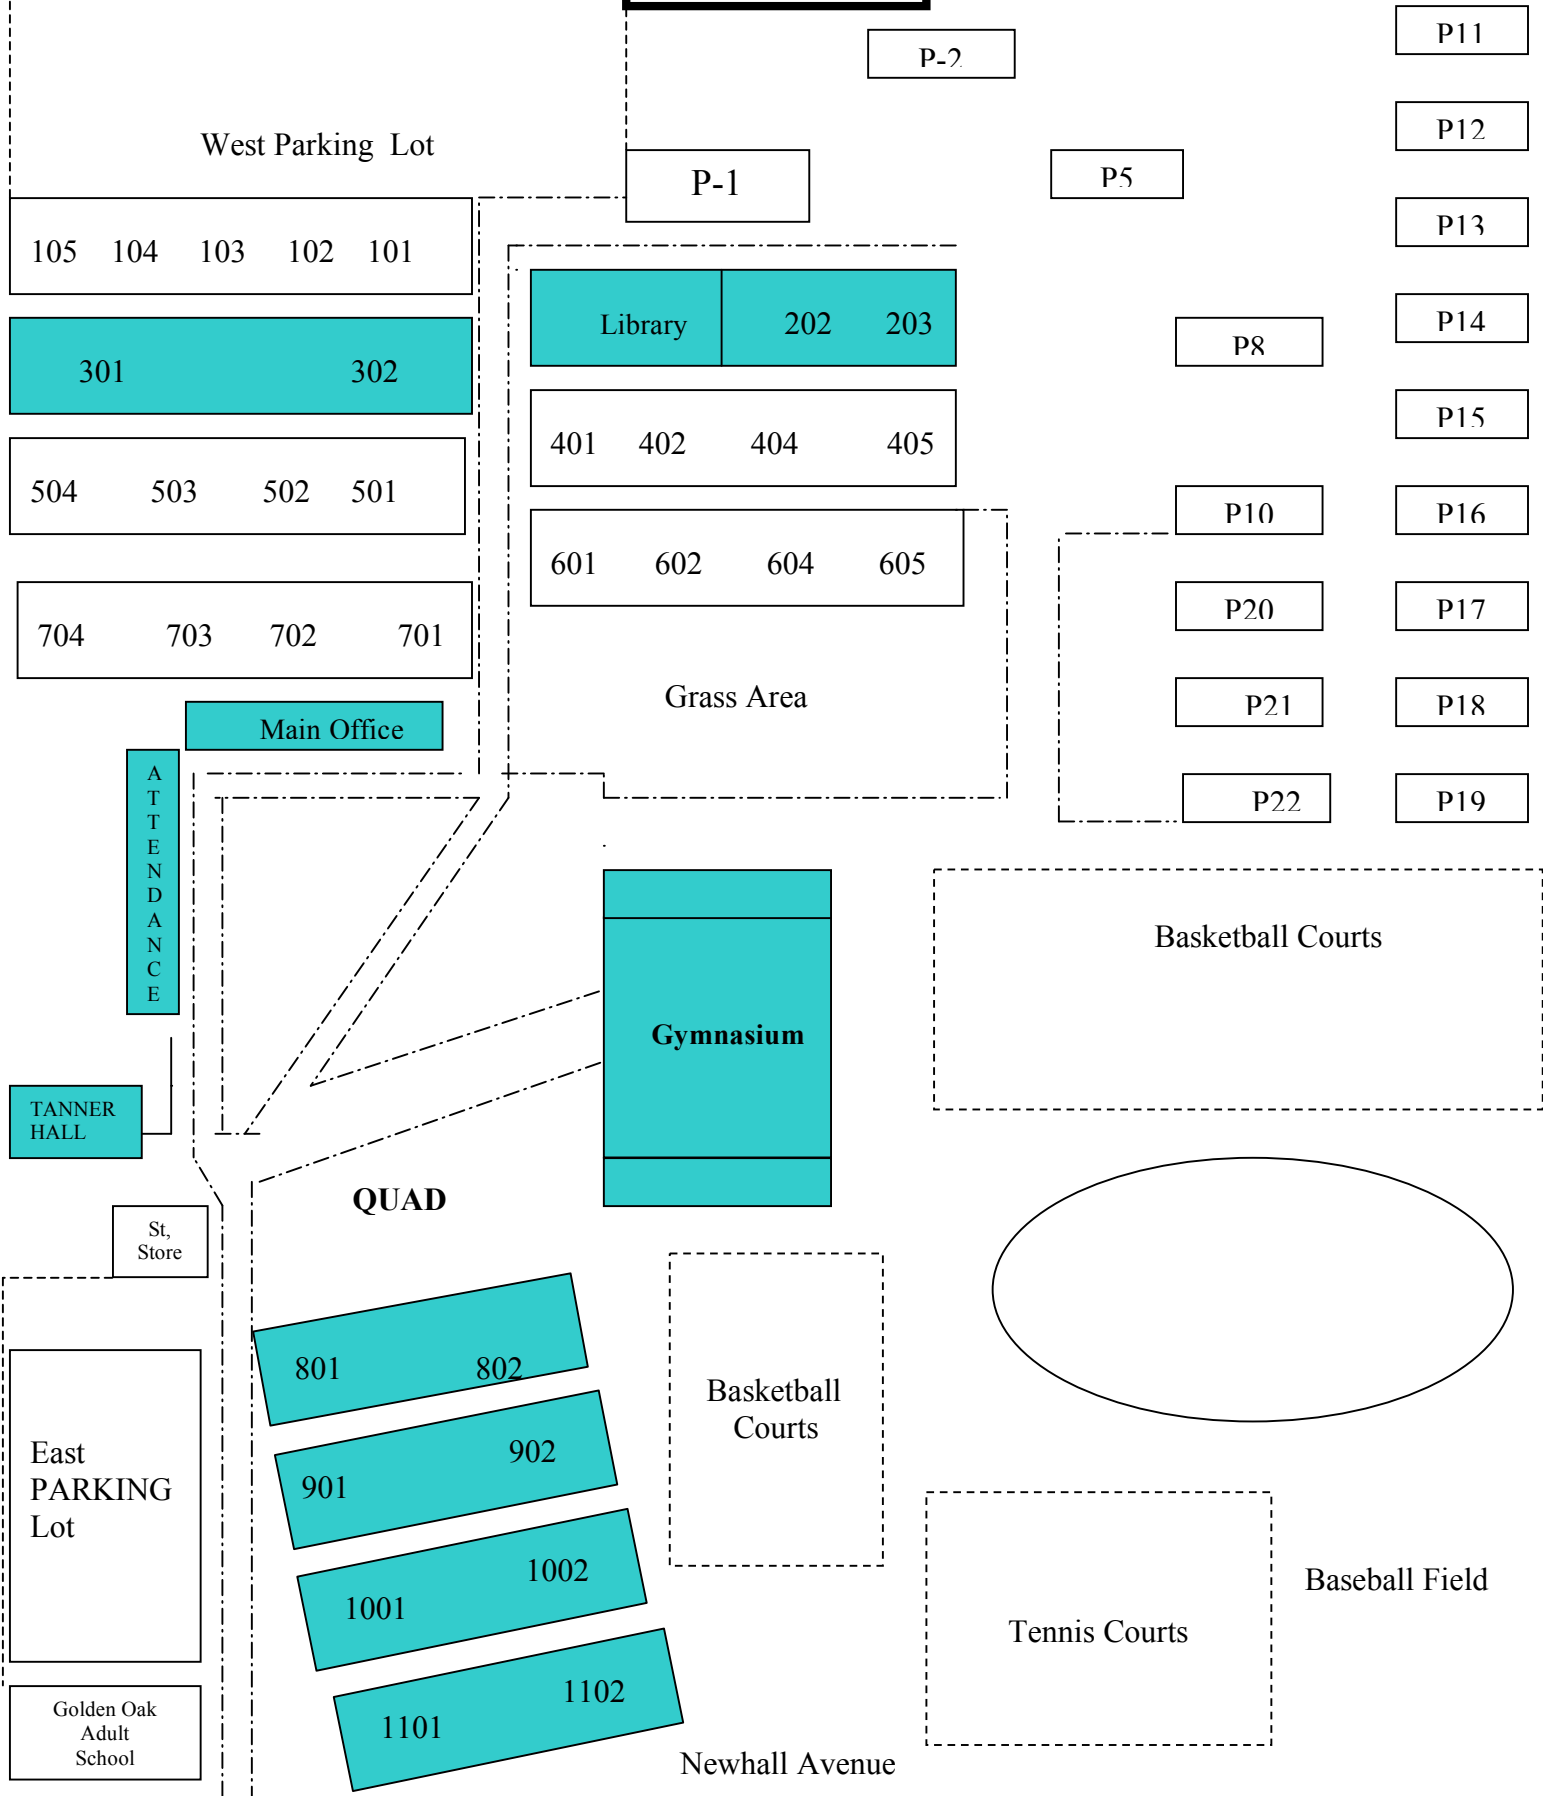 P11
P-2
P12
West Parking Lot
P-1
P5
P13
105 104 103 102 101
Library 202 203
P14
P8
301 302
P15
401 402 404 405
504 503 502 501
P10
P16
601 602 604 605
P20
P17
704 703 702 701
Grass Area
P21
P18
Main Office
ATTENDANCE
P22
P19
Basketball Courts
Gymnasium
TANNER
HALL
QUAD
St,
Store
801 802
Basketball
Courts
East
PARKING
Lot
901 902
1001 1002
Baseball Field
Tennis Courts
1101 1102
Golden Oak
Adult
School
Newhall Avenue